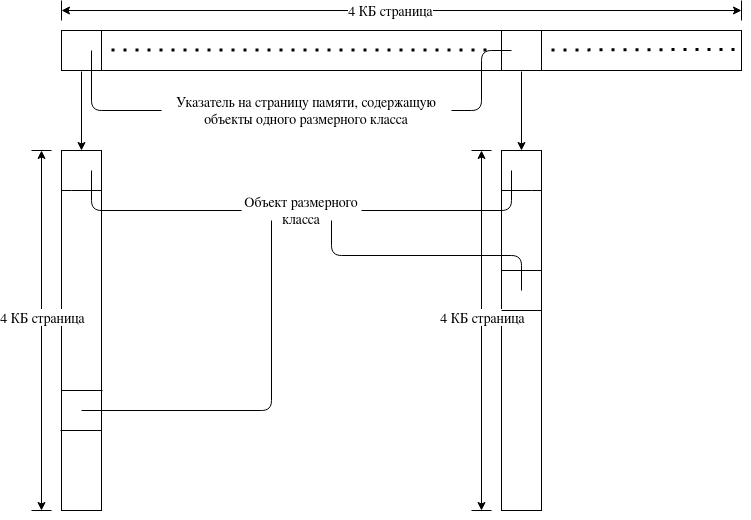 4 КБ страница
Указатель на страницу памяти, содержащую
объекты одного размерного класса
Объект размерного
класса
4 КБ страница
4 КБ страница